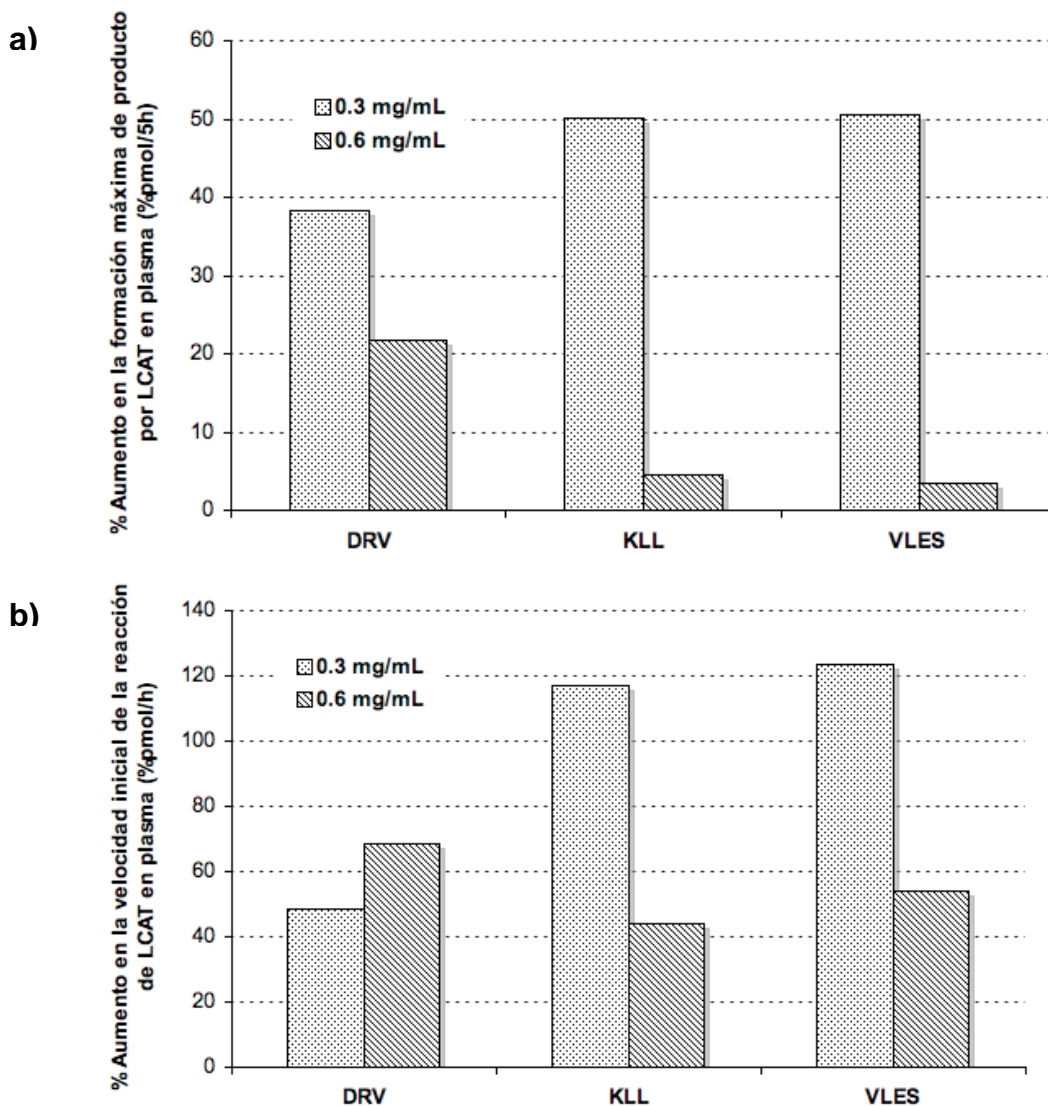 a)
% Aumento en la formación máxima de producto
por LCAT en plasma (%pmol/5h)
60
50
40
30
20
10
0
0.3 mg/mL
0.6 mg/mL
DRV KLL VLES
b)
% Aumento en la velocidad inicial de la reacción
de LCAT en plasma (%pmol/h)
140
120
100
80
60
40
20
0
0.3 mg/mL
0.6 mg/mL
DRV KLL VLES